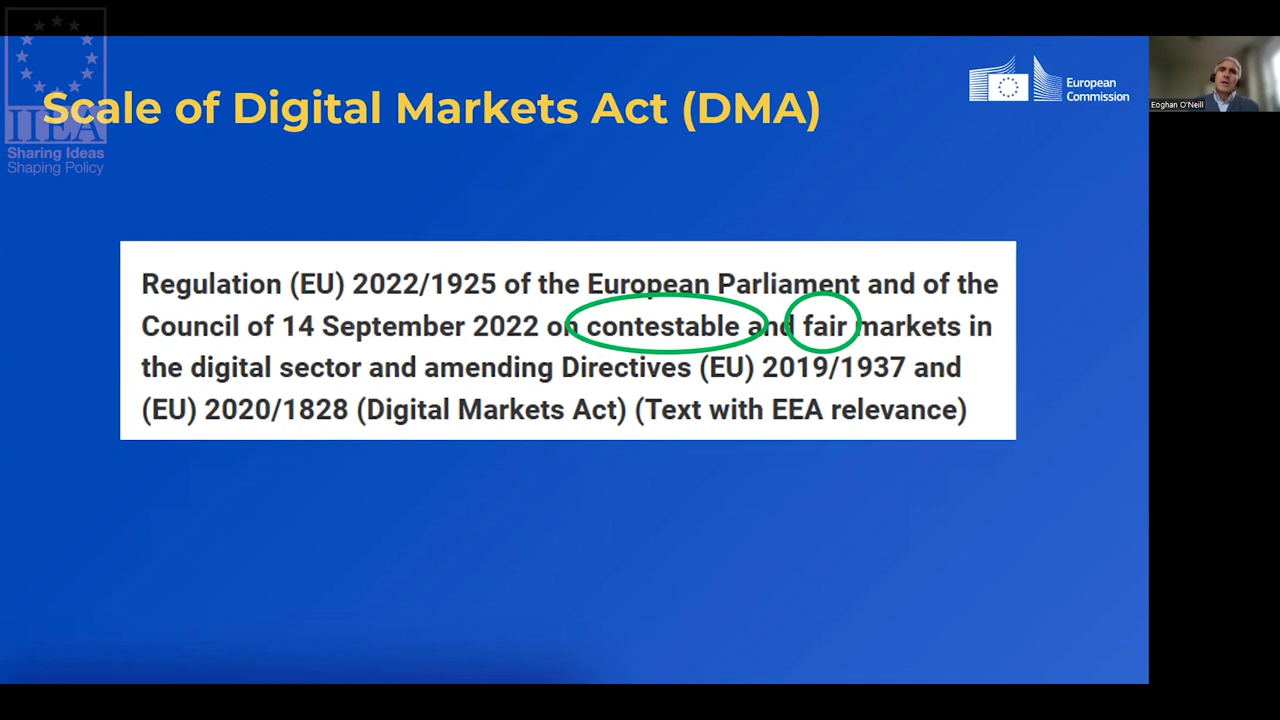 Scale of Digital Markets Act (DMA)
IIEA
Sharing Ideas
Shaping Policy
European
Commission
Eoghan O'Neill
Regulation (EU) 2022/1925 of the European Parliament and of the
Council of 14 September 2022 on contestable and fair markets in
the digital sector and amending Directives (EU) 2019/1937 and
(EU) 2020/1828 (Digital Markets Act) (Text with EEA relevance)